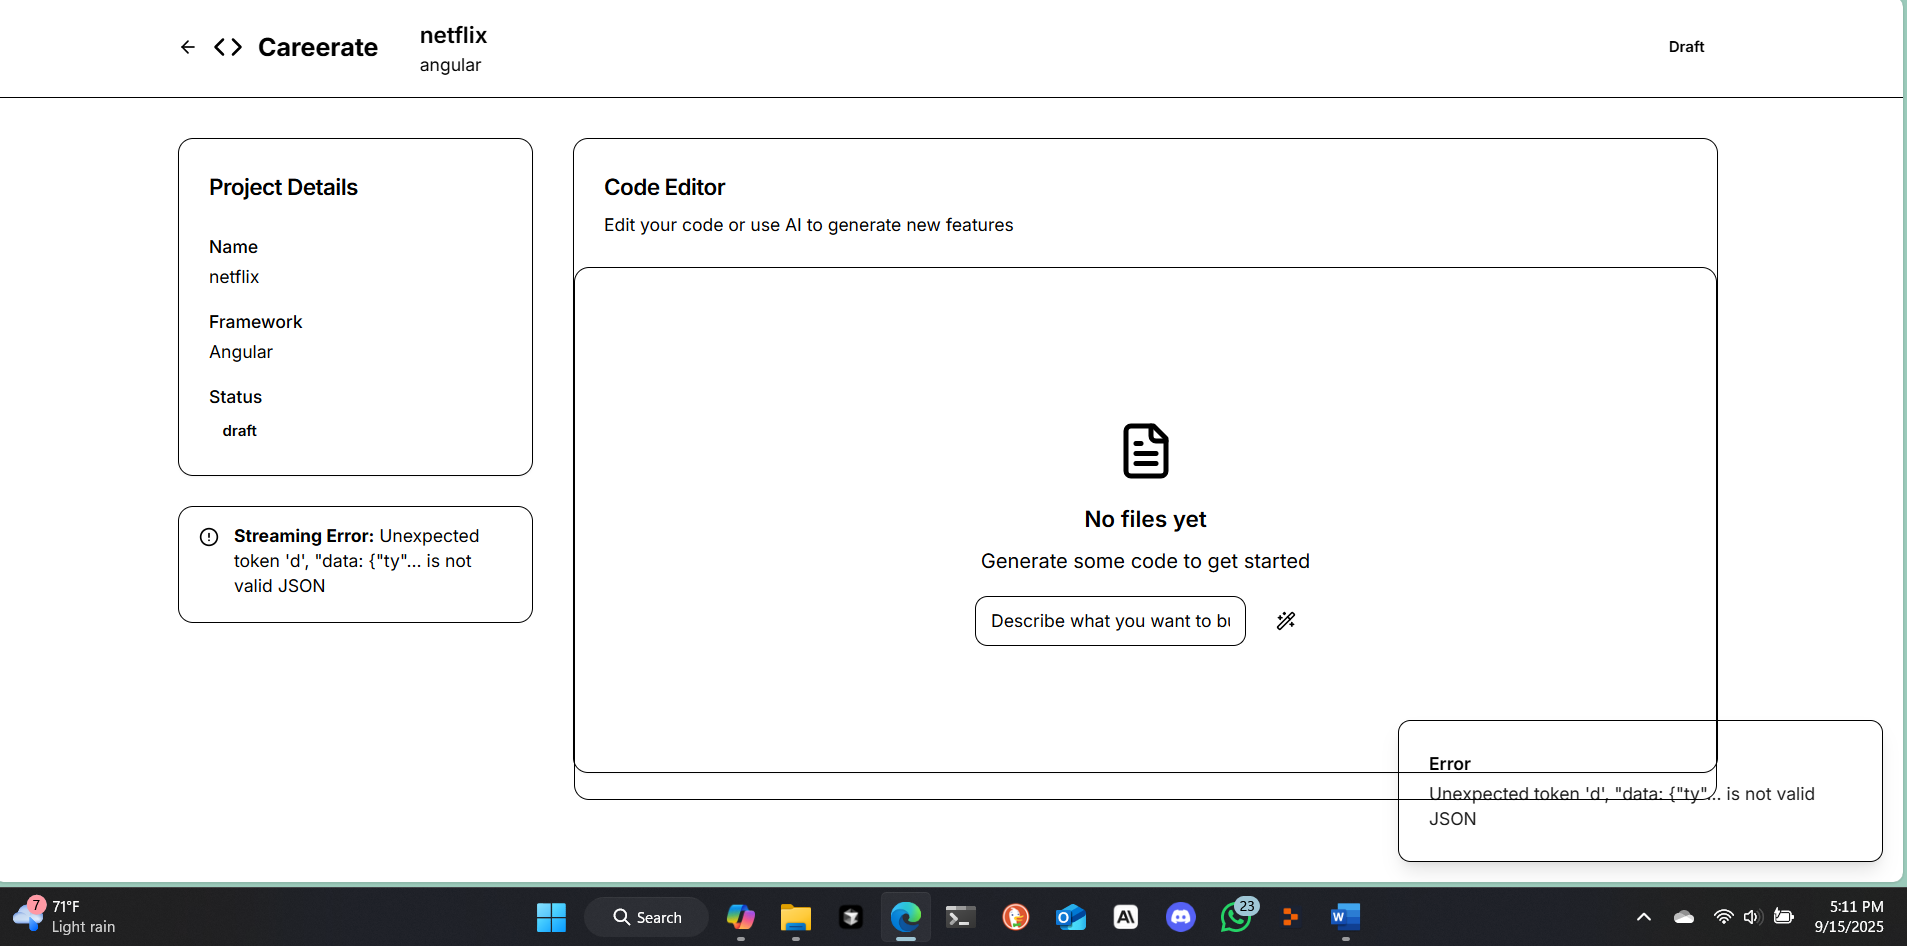 Careerate
netflix
angular
Draft
Project Details
Name
netflix
Framework
Angular
Status
draft
Streaming Error: Unexpected
token 'd', "data: {"ty"... is not
valid JSON
Code Editor
Edit your code or use AI to generate new features
No files yet
Generate some code to get started
Describe what you want to bu
Error
Unexpected token 'd', "data: {"ty"... is not valid
JSON
7
71°F
Light rain
Search
23
5:11 PM
9/15/2025